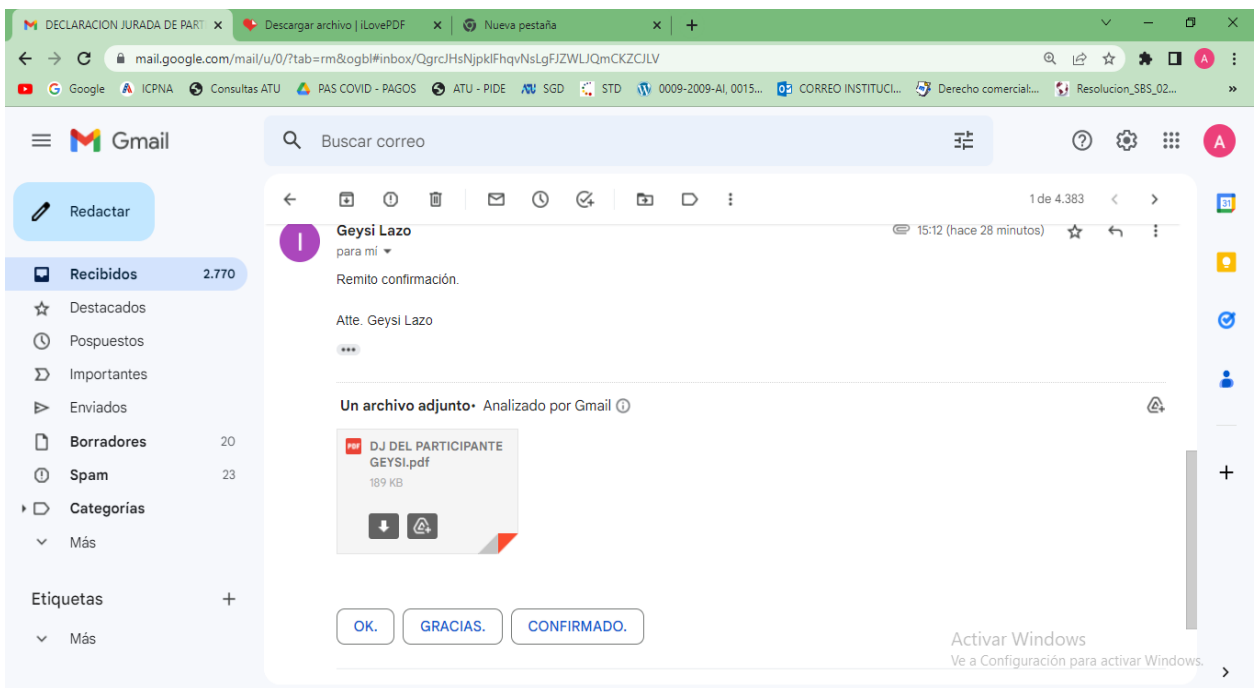 DECLARACION JURADA DE PART
Descargar archivo | iLovePDF
Nueva pestaña
mail.google.com/mail/u/0/?tab=rm&ogbl#inbox/QgrcJHsNjpklFhqvNsLgFJZWLJQmCKZCJLV
A
Google
ICPNA
Consultas ATU
PAS COVID - PAGOS
ATU - PIDE
SGD
STD
0009-2009-AI, 0015...
CORREO INSTITUCI...
Derecho comercial:...
Resolucion_SBS_02...
»
Gmail
Buscar correo
A
Redactar
1 de 4.383
31
Geysi Lazo
15:12 (hace 28 minutos)
I
para mí
Recibidos 2.770
Remito confirmación.
Destacados
Atte. Geysi Lazo
Pospuestos
Importantes
Enviados
Un archivo adjunto • Analizado por Gmail
Borradores 20
PDF
DJ DEL PARTICIPANTE
GEYSI.pdf
189 KB
Spam 23
Categorías
Más
Etiquetas
Más
OK.
GRACIAS.
CONFIRMADO.
Activar Windows
Ve a Configuración para activar Windows.